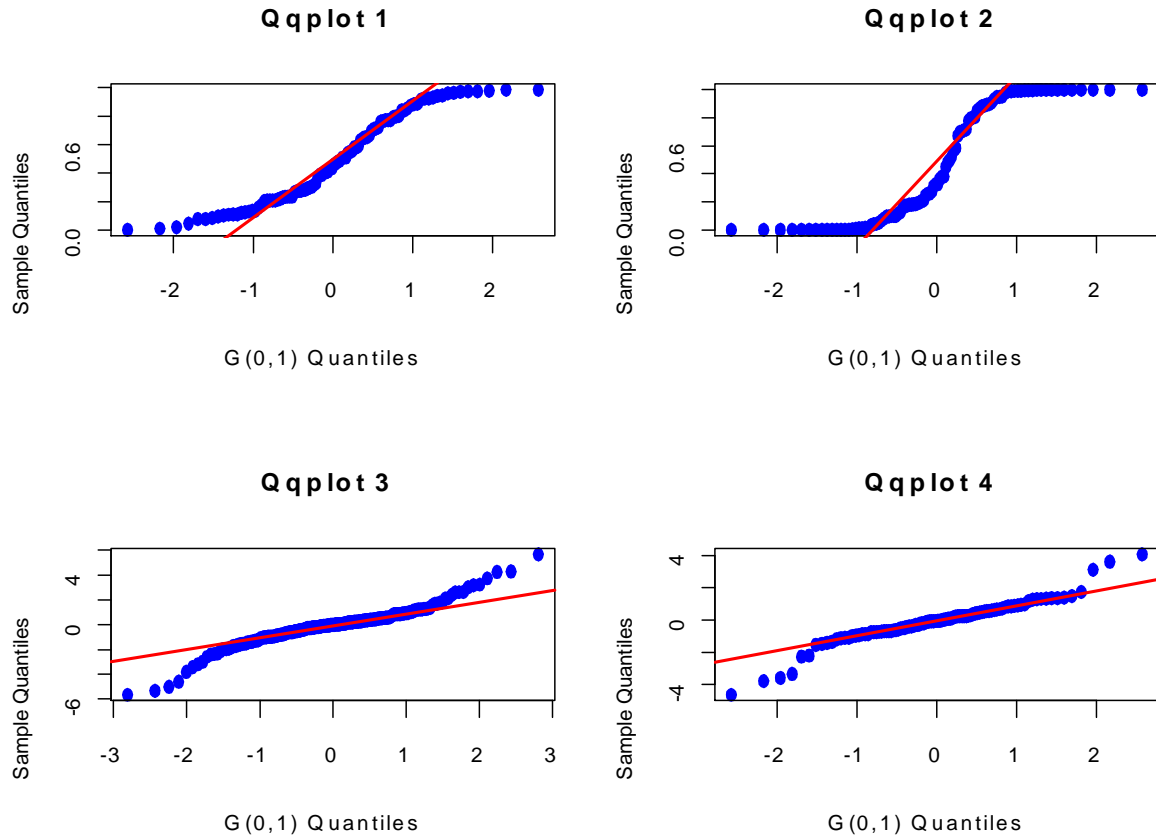 Qqplot 1
Sample Quantiles
0.0 0.6
-2 -1 0 1 2
G(0,1) Quantiles
Qqplot 2
Sample Quantiles
0.0 0.6
-2 -1 0 1 2
G(0,1) Quantiles
Qqplot 3
Sample Quantiles
-6 0 4
-3 -2 -1 0 1 2 3
G(0,1) Quantiles
Qqplot 4
Sample Quantiles
-4 0 4
-2 -1 0 1 2
G(0,1) Quantiles